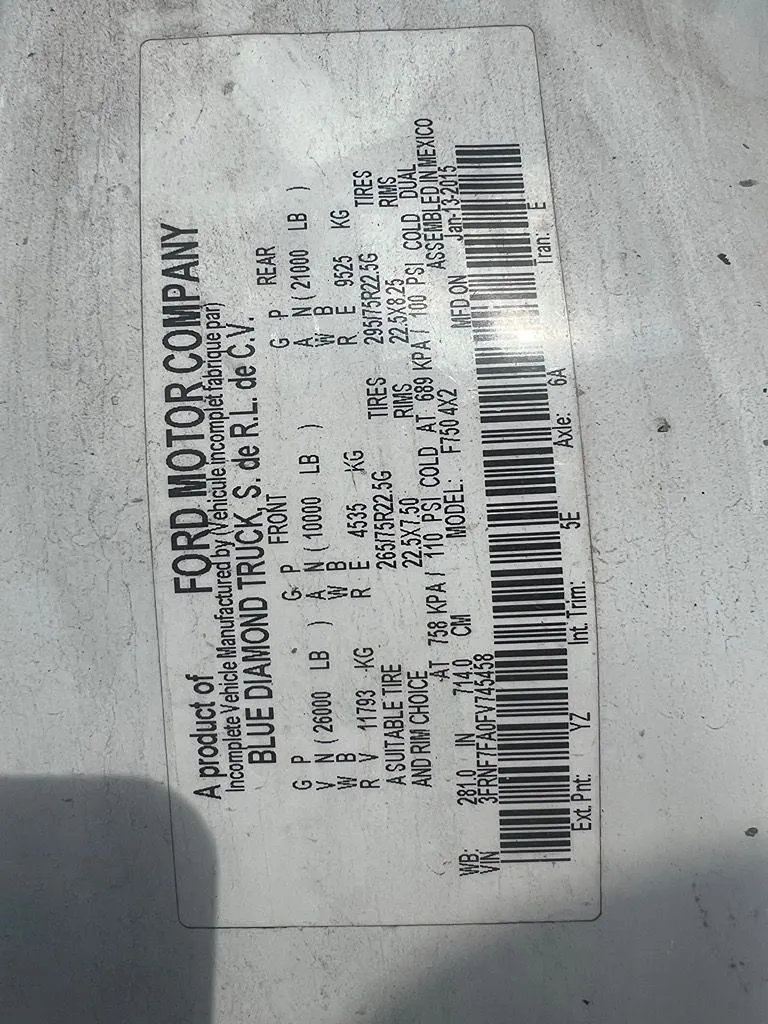 A product of FORD MOTOR COMPANY
Incomplete Vehicle Manufactured by (Vehicule incomplet fabrique par)
BLUE DIAMOND TRUCK, S. de R.L. de C.V.
FRONT REAR
G P G P G P
V N ( 26000 LB ) A N ( 10000 LB ) A N ( 21000 LB )
W B W B W B
R V 11793 KG R E 4535 KG R E 9525 KG
A SUITABLE TIRE 265/75R22.5G TIRES 295/75R22.5G TIRES
AND RIM CHOICE 22.5X7.50 RIMS 22.5X8.25 RIMS
AT 758 KPA / 110 PSI COLD AT 689 KPA / 100 PSI COLD DUAL
ASSEMBLED IN MEXICO
WB: 281.0 IN 714.0 CM MODEL: F750 4X2 MFD ON Jan-13-2015
VIN 3FRNF7FA0FV745458
Ext. Pnt: YZ Int. Trim: 5E Axle: 6A Tran: E